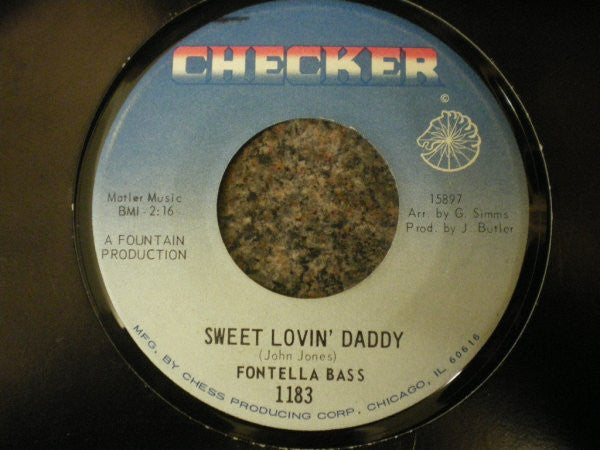 CHECKER
©
Matler Music
BMI - 2:16
A FOUNTAIN
PRODUCTION
15897
Arr. by G. Simms
Prod. by J. Butler
SWEET LOVIN' DADDY
(John Jones)
FONTELLA BASS
1183
MFG. BY CHESS PRODUCING CORP., CHICAGO, IL 60616